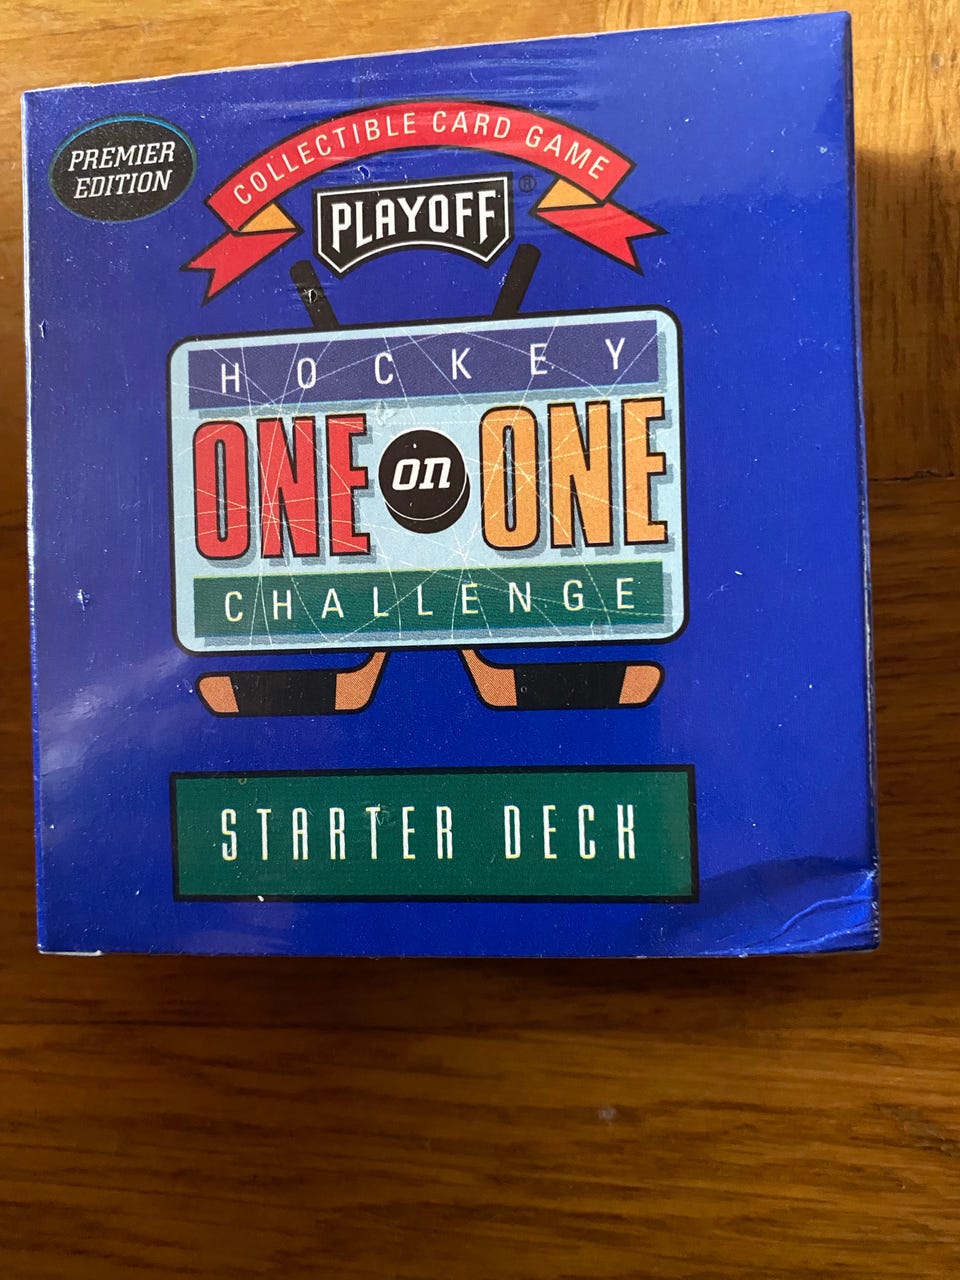 PREMIER
EDITION
COLLECTIBLE CARD GAME
PLAYOFF®
HOCKEY
ONE on ONE
CHALLENGE
STARTER DECK